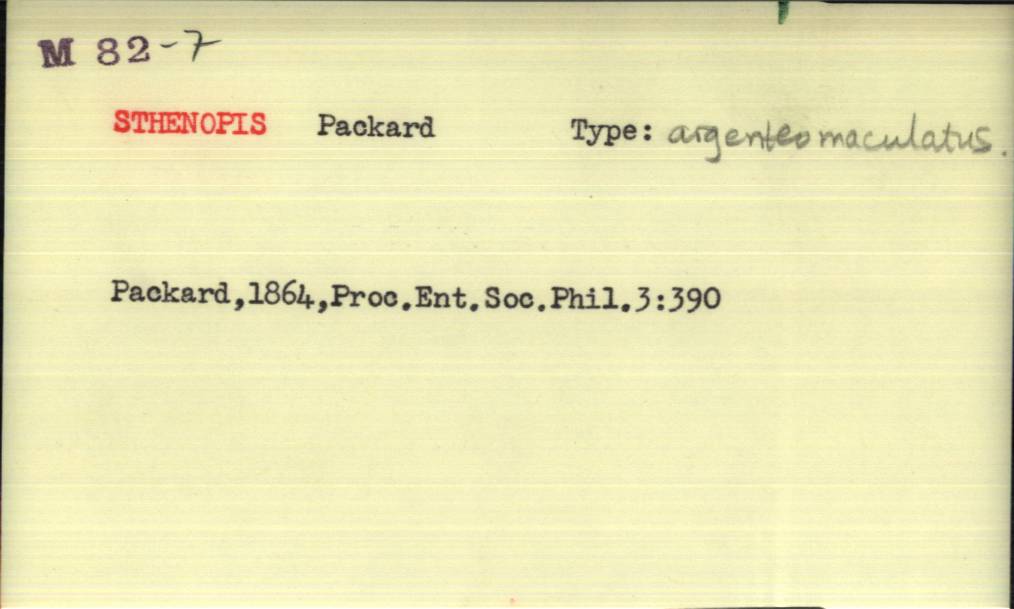 M 82-7
STHENOPIS Packard Type: argenteomaculatus.
Packard,1864,Proc.Ent.Soc.Phil.3:390